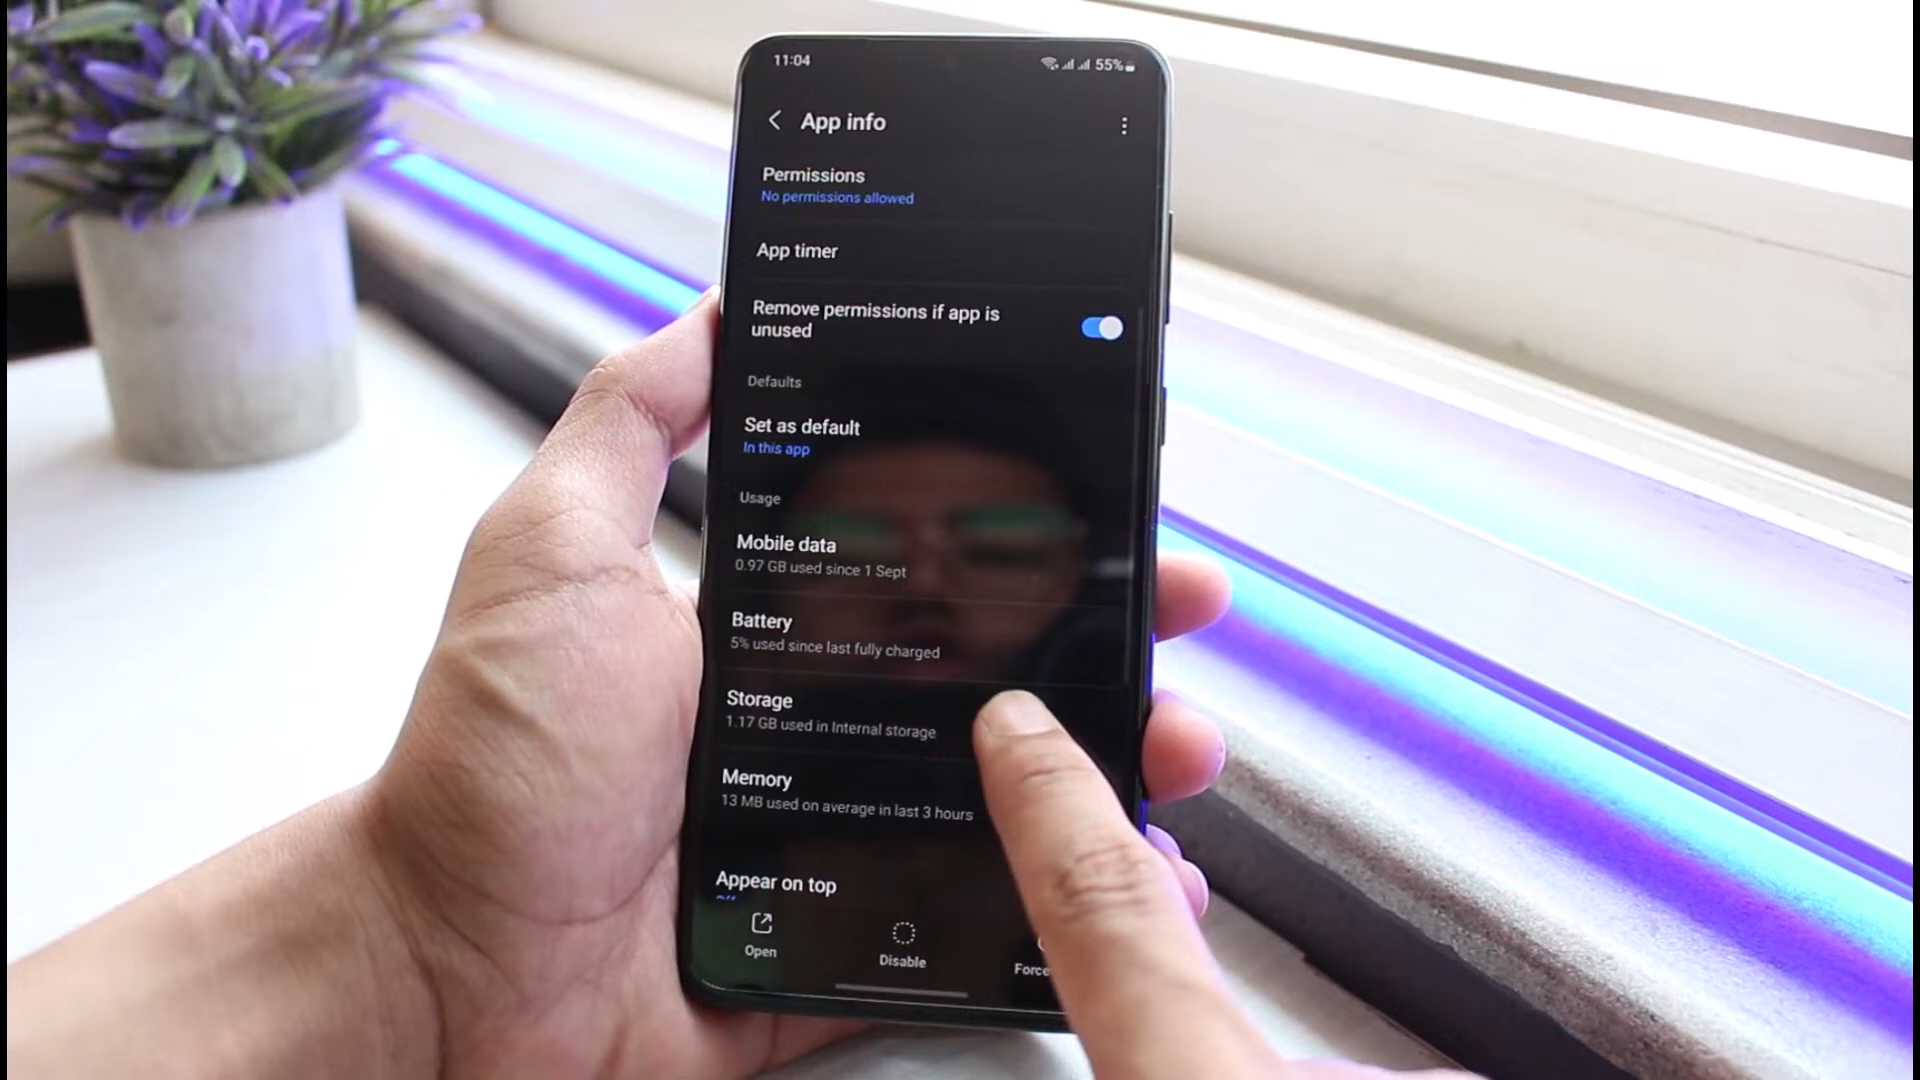 11:04
55%
App info
Permissions
No permissions allowed
App timer
Remove permissions if app is
unused
Defaults
Set as default
In this app
Usage
Mobile data
0.97 GB used since 1 Sept
Battery
5% used since last fully charged
Storage
1.17 GB used in Internal storage
Memory
13 MB used on average in last 3 hours
Appear on top
Open
Disable
Force